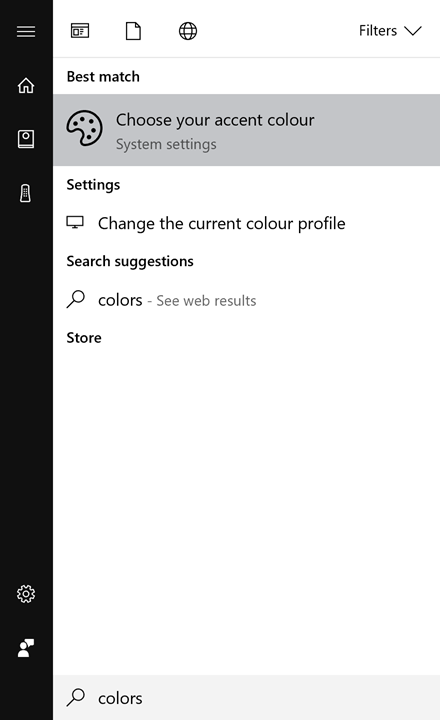 Filters
Best match
Choose your accent colour
System settings
Settings
Change the current colour profile
Search suggestions
colors - See web results
Store
colors